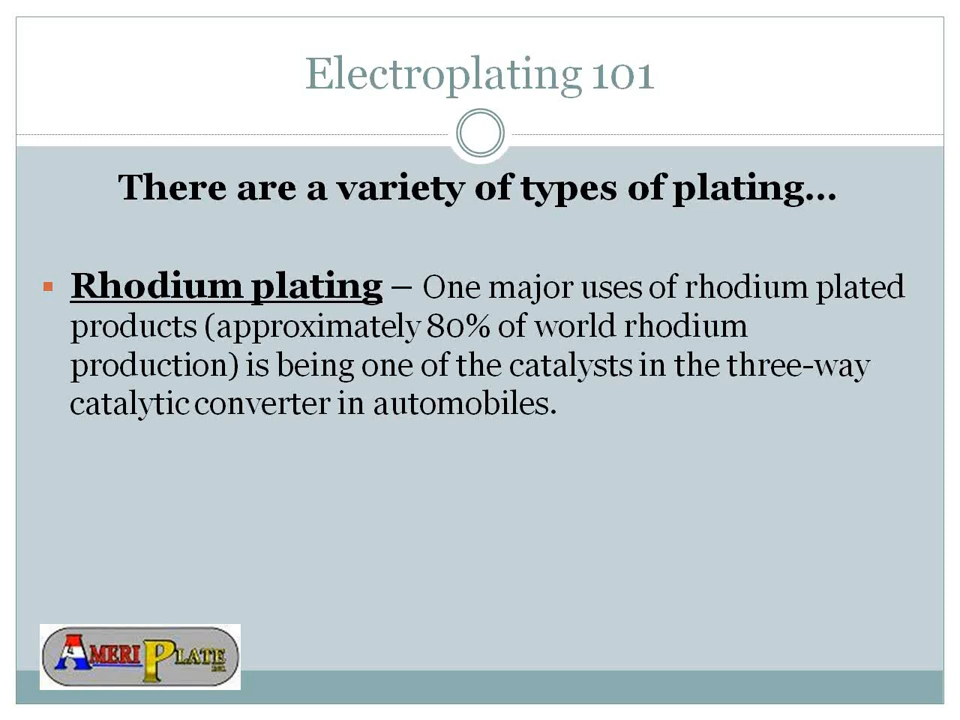 Electroplating 101
There are a variety of types of plating…
▪ Rhodium plating – One major uses of rhodium plated
products (approximately 80% of world rhodium
production) is being one of the catalysts in the three-way
catalytic converter in automobiles.
AMERI PLATE INC.